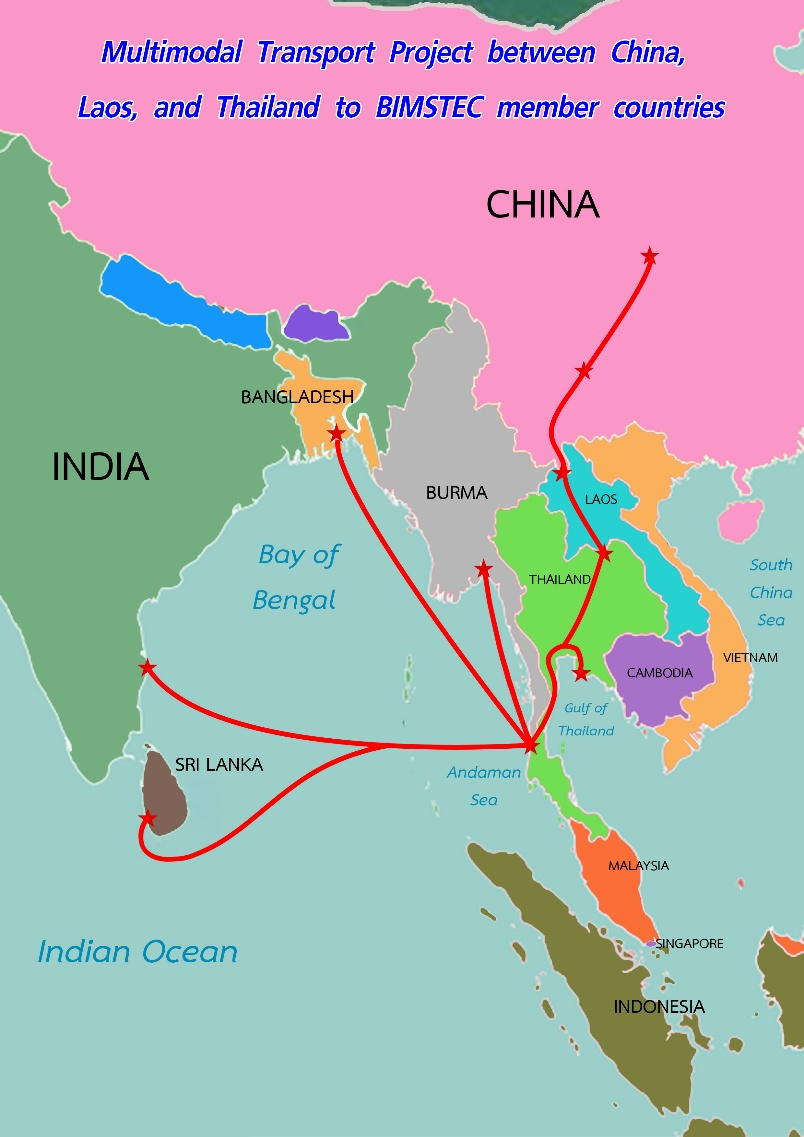 Multimodal Transport Project between China,
Laos, and Thailand to BIMSTEC member countries
CHINA
BANGLADESH
INDIA
BURMA
LAOS
Bay of
Bengal
THAILAND
South
China
Sea
CAMBODIA
VIETNAM
Gulf of
Thailand
SRI LANKA
Andaman
Sea
MALAYSIA
Indian Ocean
SINGAPORE
INDONESIA